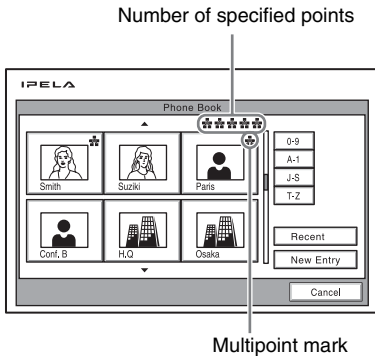 Number of specified points
IPELA
Phone Book
0-9
A-1
J-S
T-Z
Smith
Suziki
Paris
Conf. B
H.Q
Osaka
Recent
New Entry
Cancel
Multipoint mark